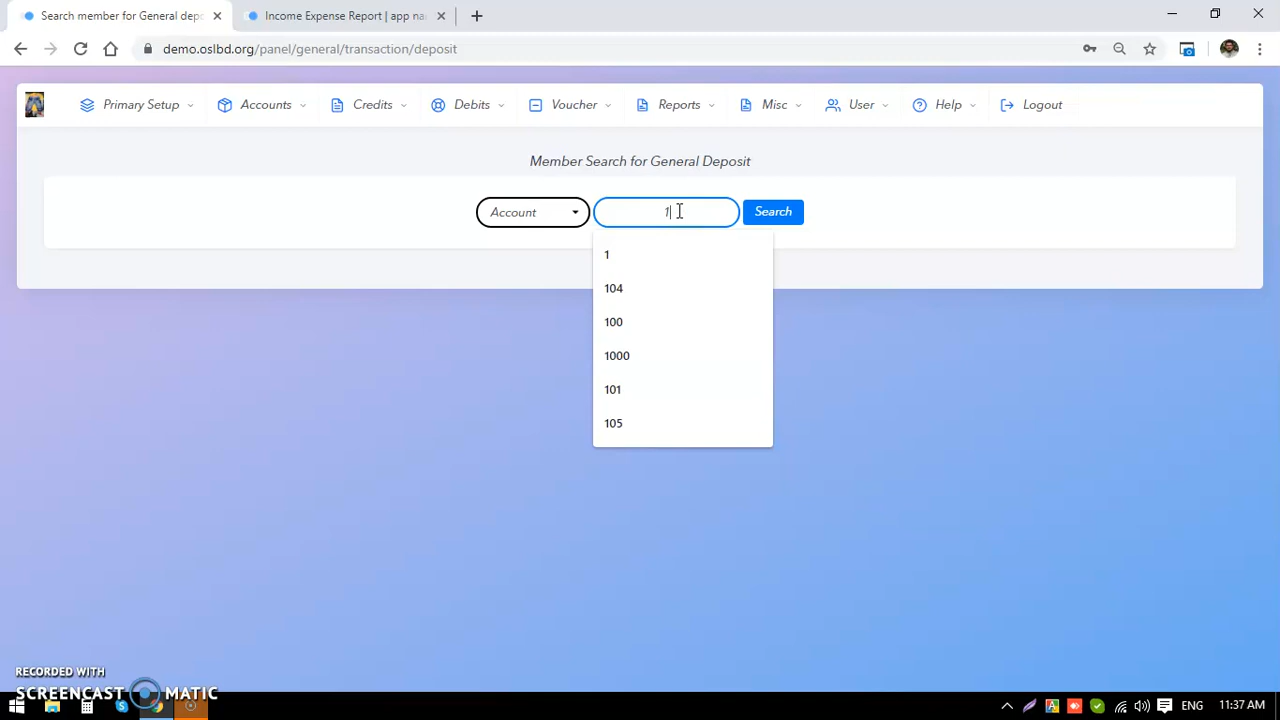 Search member for General depo
Income Expense Report | app na
demo.oslbd.org/panel/general/transaction/deposit
Primary Setup
Accounts
Credits
Debits
Voucher
Reports
Misc
User
Help
Logout
Member Search for General Deposit
Account
1
Search
1
104
100
1000
101
105
RECORDED WITH
SCREENCAST MATIC
ENG
11:37 AM